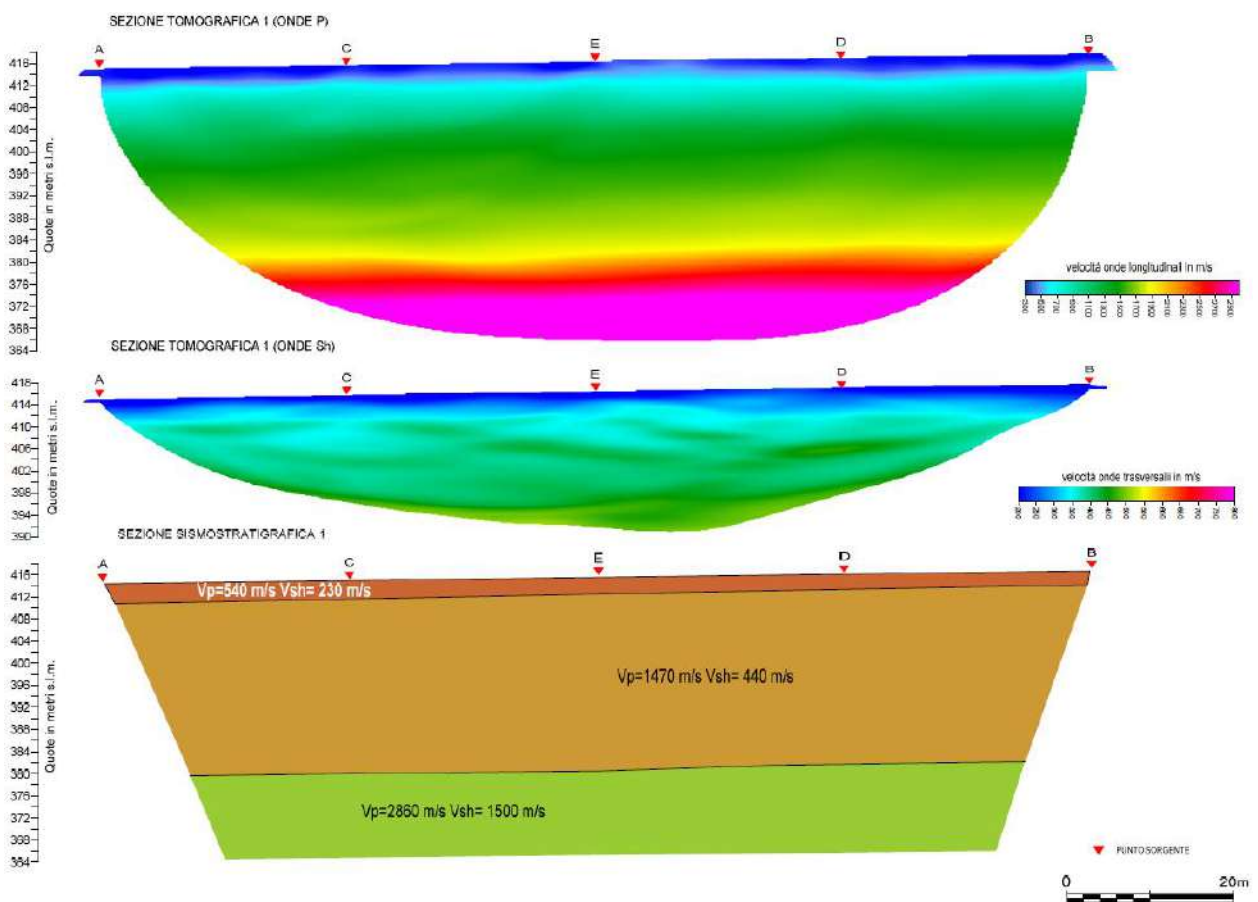 SEZIONE TOMOGRAFICA 1 (ONDE P)
A C E D B
416
412
408
404
400
396
392
388
384
380
376
372
368
364
Quote in metri s.l.m.
velocità onde longitudinali in m/s
SEZIONE TOMOGRAFICA 1 (ONDE Sh)
A C E D B
418
414
410
406
402
398
394
390
Quote in metri s.l.m.
velocità onde trasversali in m/s
SEZIONE SISMOSTRATIGRAFICA 1
A C E D B
416
412
408
404
400
396
392
388
384
380
376
372
368
364
Quote in metri s.l.m.
Vp=540 m/s Vsh= 230 m/s
Vp=1470 m/s Vsh= 440 m/s
Vp=2860 m/s Vsh= 1500 m/s
PUNTO SORGENTE
0 20m